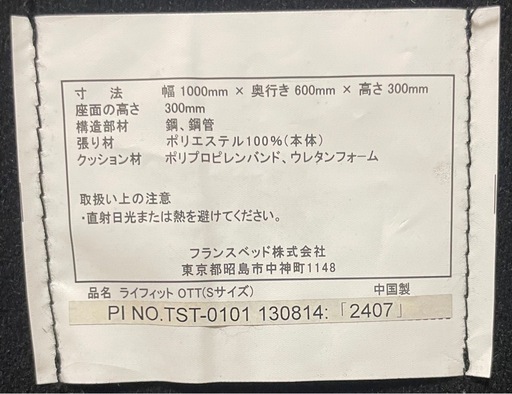 寸　法　幅 1000mm × 奥行き 600mm × 高さ 300mm
座面の高さ　300mm
構造部材　鋼、鋼管
張り材　ポリエステル100%(本体)
クッション材　ポリプロピレンバンド、ウレタンフォーム
取扱い上の注意
・直射日光または熱を避けてください。
フランスベッド株式会社
東京都昭島市中神町1148
品名 ライフィット OTT(Sサイズ)　中国製
PI NO.TST-0101 130814:「2407」